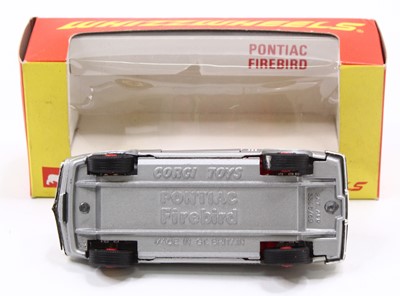 WHIZZWHEELS
PONTIAC
FIREBIRD
CORGI TOYS
PONTIAC
Firebird
MADE IN GT BRITAIN